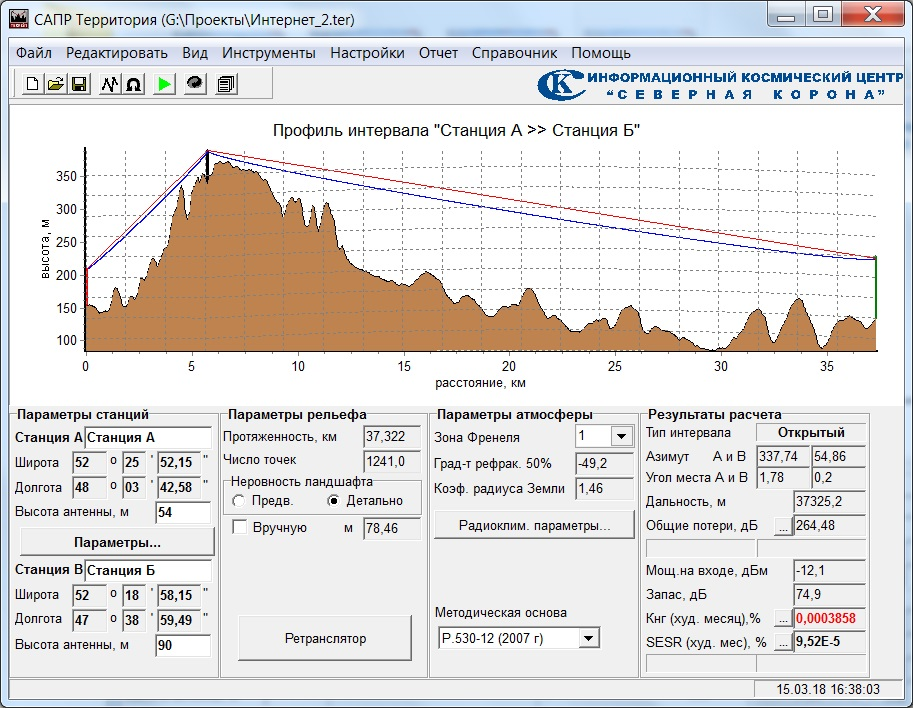 САПР Территория (G:\Проекты\Интернет_2.ter)
Файл Редактировать Вид Инструменты Настройки Отчет Справочник Помощь
ИНФОРМАЦИОННЫЙ КОСМИЧЕСКИЙ ЦЕНТР
"СЕВЕРНАЯ КОРОНА"
Профиль интервала "Станция А >> Станция Б"
высота, м
350
300
250
200
150
100
0 5 10 15 20 25 30 35
расстояние, км
Параметры станций
Станция А Станция А
Широта 52 о 25 ' 52,15 "
Долгота 48 о 03 ' 42,58 "
Высота антенны, м 54
Параметры...
Станция В Станция Б
Широта 52 о 18 ' 58,15 "
Долгота 47 о 38 ' 59,49 "
Высота антенны, м 90
Параметры рельефа
Протяженность, км 37,322
Число точек 1241,0
Неровность ландшафта
Предв. Детально
Вручную м 78,46
Ретранслятор
Параметры атмосферы
Зона Френеля 1
Град-т рефрак. 50% -49,2
Коэф. радиуса Земли 1,46
Радиоклим. параметры...
Методическая основа
Р.530-12 (2007 г)
Результаты расчета
Тип интервала Открытый
Азимут А и В 337,74 54,86
Угол места А и В 1,78 0,2
Дальность, м 37325,2
Общие потери, дБ ... 264,48
Мощ.на входе, дБм -12,1
Запас, дБ 74,9
Кнг (худ. месяц),% ... 0,0003858
SESR (худ. мес), % ... 9,52E-5
15.03.18 16:38:03